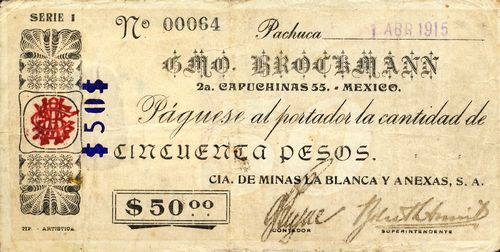 SERIE I
Nº 00064
Pachuca 1 ABR 1915
GMO. BROCKMANN
2a. CAPUCHINAS 55. - MEXICO.
Páguese al portador la cantidad de
CINCUENTA PESOS.
CIA. DE MINAS LA BLANCA Y ANEXAS, S. A.
$50$
$50.00
CONTADOR
SUPERINTENDENTE
TIP. - ARTISTICA